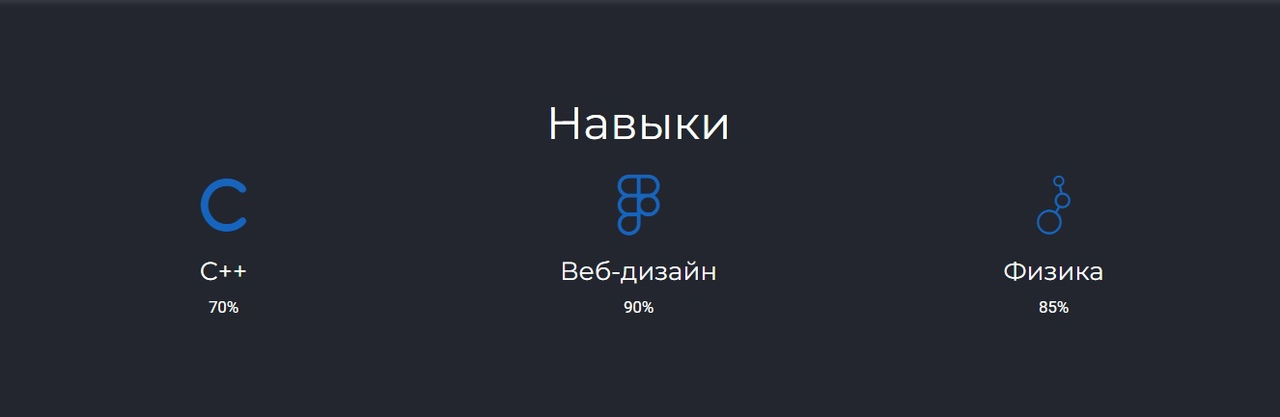 Навыки
C++
Веб-дизайн
Физика
70%
90%
85%